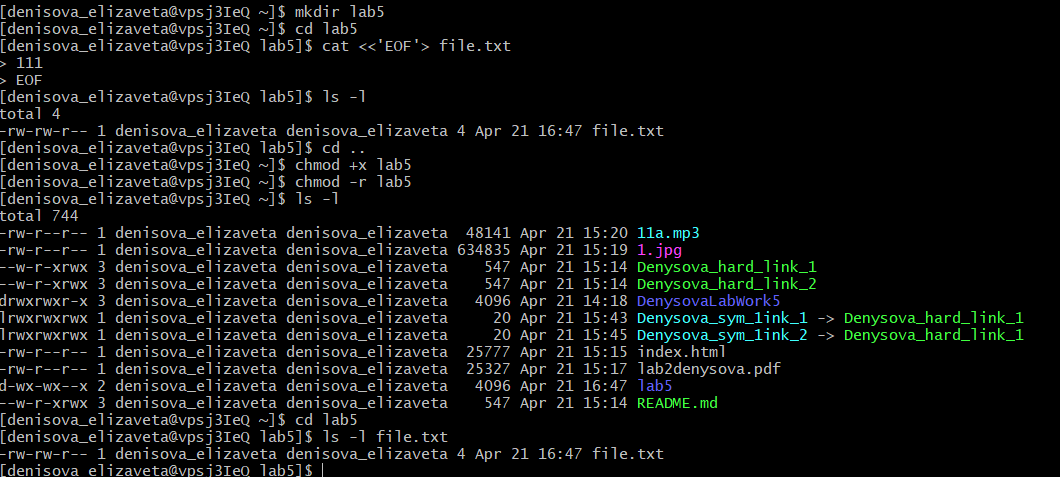 [denisova_elizaveta@vpsj3IeQ ~]$ mkdir lab5
[denisova_elizaveta@vpsj3IeQ ~]$ cd lab5
[denisova_elizaveta@vpsj3IeQ lab5]$ cat <<'EOF'> file.txt
> 111
> EOF
[denisova_elizaveta@vpsj3IeQ lab5]$ ls -l
total 4
-rw-rw-r-- 1 denisova_elizaveta denisova_elizaveta 4 Apr 21 16:47 file.txt
[denisova_elizaveta@vpsj3IeQ lab5]$ cd ..
[denisova_elizaveta@vpsj3IeQ ~]$ chmod +x lab5
[denisova_elizaveta@vpsj3IeQ ~]$ chmod -r lab5
[denisova_elizaveta@vpsj3IeQ ~]$ ls -l
total 744
-rw-r--r-- 1 denisova_elizaveta denisova_elizaveta  48141 Apr 21 15:20 11a.mp3
-rw-r--r-- 1 denisova_elizaveta denisova_elizaveta 634835 Apr 21 15:19 1.jpg
--w-r-xrwx 3 denisova_elizaveta denisova_elizaveta    547 Apr 21 15:14 Denysova_hard_link_1
--w-r-xrwx 3 denisova_elizaveta denisova_elizaveta    547 Apr 21 15:14 Denysova_hard_link_2
drwxrwxr-x 3 denisova_elizaveta denisova_elizaveta   4096 Apr 21 14:18 DenysovaLabWork5
lrwxrwxrwx 1 denisova_elizaveta denisova_elizaveta     20 Apr 21 15:43 Denysova_sym_link_1 -> Denysova_hard_link_1
lrwxrwxrwx 1 denisova_elizaveta denisova_elizaveta     20 Apr 21 15:45 Denysova_sym_link_2 -> Denysova_hard_link_1
-rw-r--r-- 1 denisova_elizaveta denisova_elizaveta  25777 Apr 21 15:15 index.html
-rw-r--r-- 1 denisova_elizaveta denisova_elizaveta  25327 Apr 21 15:17 lab2denysova.pdf
d-wx-wx--x 2 denisova_elizaveta denisova_elizaveta   4096 Apr 21 16:47 lab5
--w-r-xrwx 3 denisova_elizaveta denisova_elizaveta    547 Apr 21 15:14 README.md
[denisova_elizaveta@vpsj3IeQ ~]$ cd lab5
[denisova_elizaveta@vpsj3IeQ lab5]$ ls -l file.txt
-rw-rw-r-- 1 denisova_elizaveta denisova_elizaveta 4 Apr 21 16:47 file.txt
[denisova_elizaveta@vpsj3IeQ lab5]$